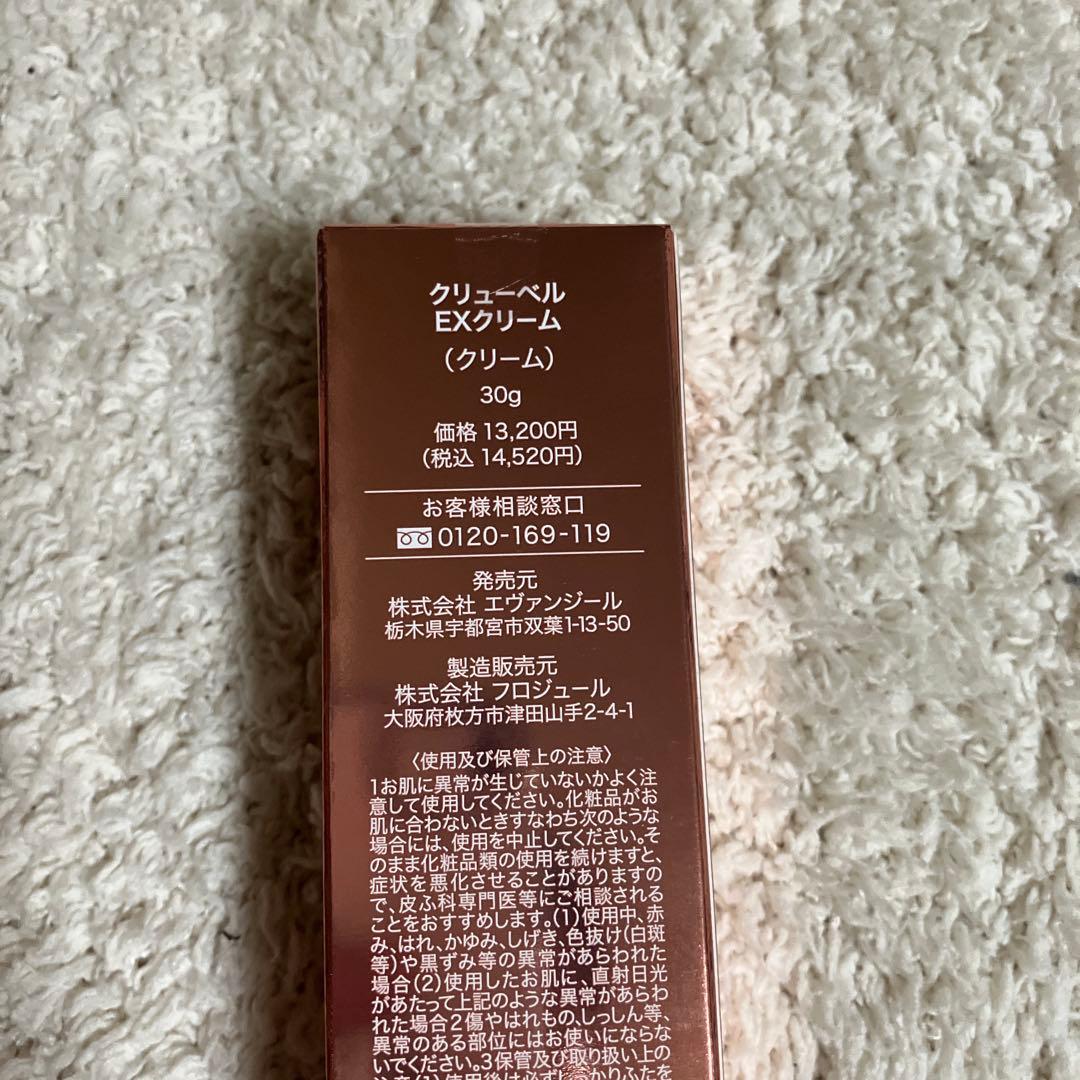 クリューベル
EXクリーム
(クリーム)
30g
価格 13,200円
(税込 14,520円)
お客様相談窓口
0120-169-119
発売元
株式会社 エヴァンジール
栃木県宇都宮市双葉1-13-50
製造販売元
株式会社 フロジュール
大阪府枚方市津田山手2-4-1
〈使用及び保管上の注意〉
1お肌に異常が生じていないかよく注
意して使用してください。化粧品がお
肌に合わないときすなわち次のような
場合には、使用を中止してください。そ
のまま化粧品類の使用を続けますと、
症状を悪化させることがありますの
で、皮ふ科専門医等にご相談される
ことをおすすめします。(1)使用中、赤
み、はれ、かゆみ、しげき、色抜け(白斑
等)や黒ずみ等の異常があらわれた
場合(2)使用したお肌に、直射日光
があたって上記のような異常があらわ
れた場合2傷やはれもの、しっしん等、
異常のある部位にはお使いにならな
いでください。3保管及び取り扱い上の
注意(1)使用後は必ずしっかりふたを